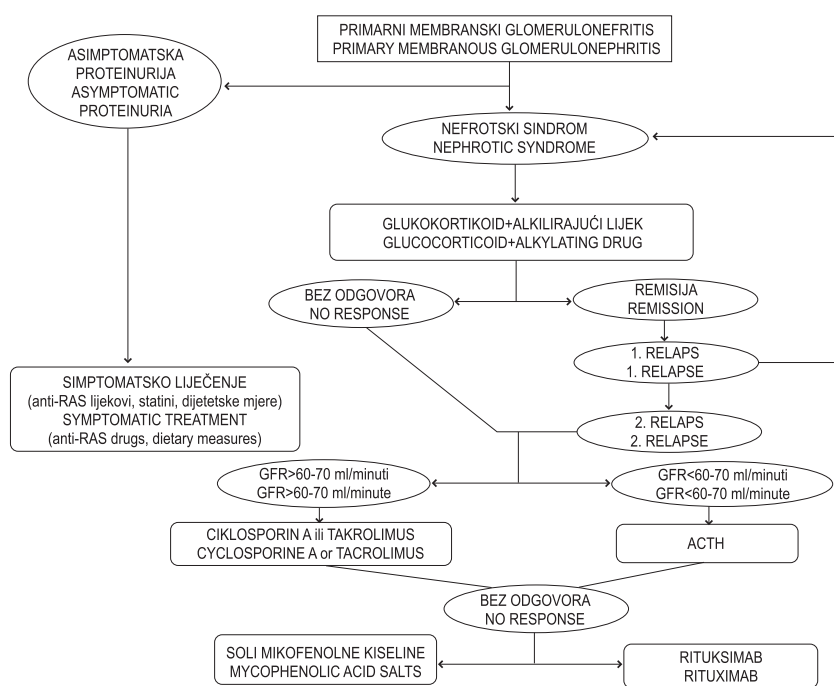 PRIMARNI MEMBRANSKI GLOMERULONEFRITIS
PRIMARY MEMBRANOUS GLOMERULONEPHRITIS
ASIMPTOMATSKA
PROTEINURIJA
ASYMPTOMATIC
PROTEINURIA
NEFROTSKI SINDROM
NEPHROTIC SYNDROME
GLUKOKORTIKOID+ALKILIRAJUĆI LIJEK
GLUCOCORTICOID+ALKYLATING DRUG
BEZ ODGOVORA
NO RESPONSE
REMISIJA
REMISSION
1. RELAPS
1. RELAPSE
SIMPTOMATSKO LIJEČENJE
(anti-RAS lijekovi, statini, dijetetske mjere)
SYMPTOMATIC TREATMENT
(anti-RAS drugs, dietary measures)
2. RELAPS
2. RELAPSE
GFR>60-70 ml/minuti
GFR>60-70 ml/minute
GFR<60-70 ml/minuti
GFR<60-70 ml/minute
CIKLOSPORIN A ili TAKROLIMUS
CYCLOSPORINE A or TACROLIMUS
ACTH
BEZ ODGOVORA
NO RESPONSE
SOLI MIKOFENOLNE KISELINE
MYCOPHENOLIC ACID SALTS
RITUKSIMAB
RITUXIMAB